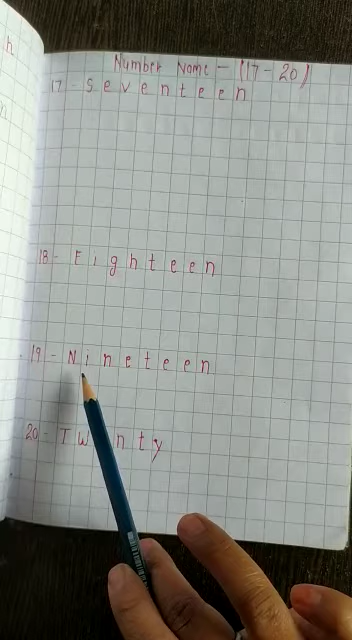 Number Name - (17 - 20)
17 - Seventeen
18 - Eighteen
19 - Nineteen
20 - Twenty